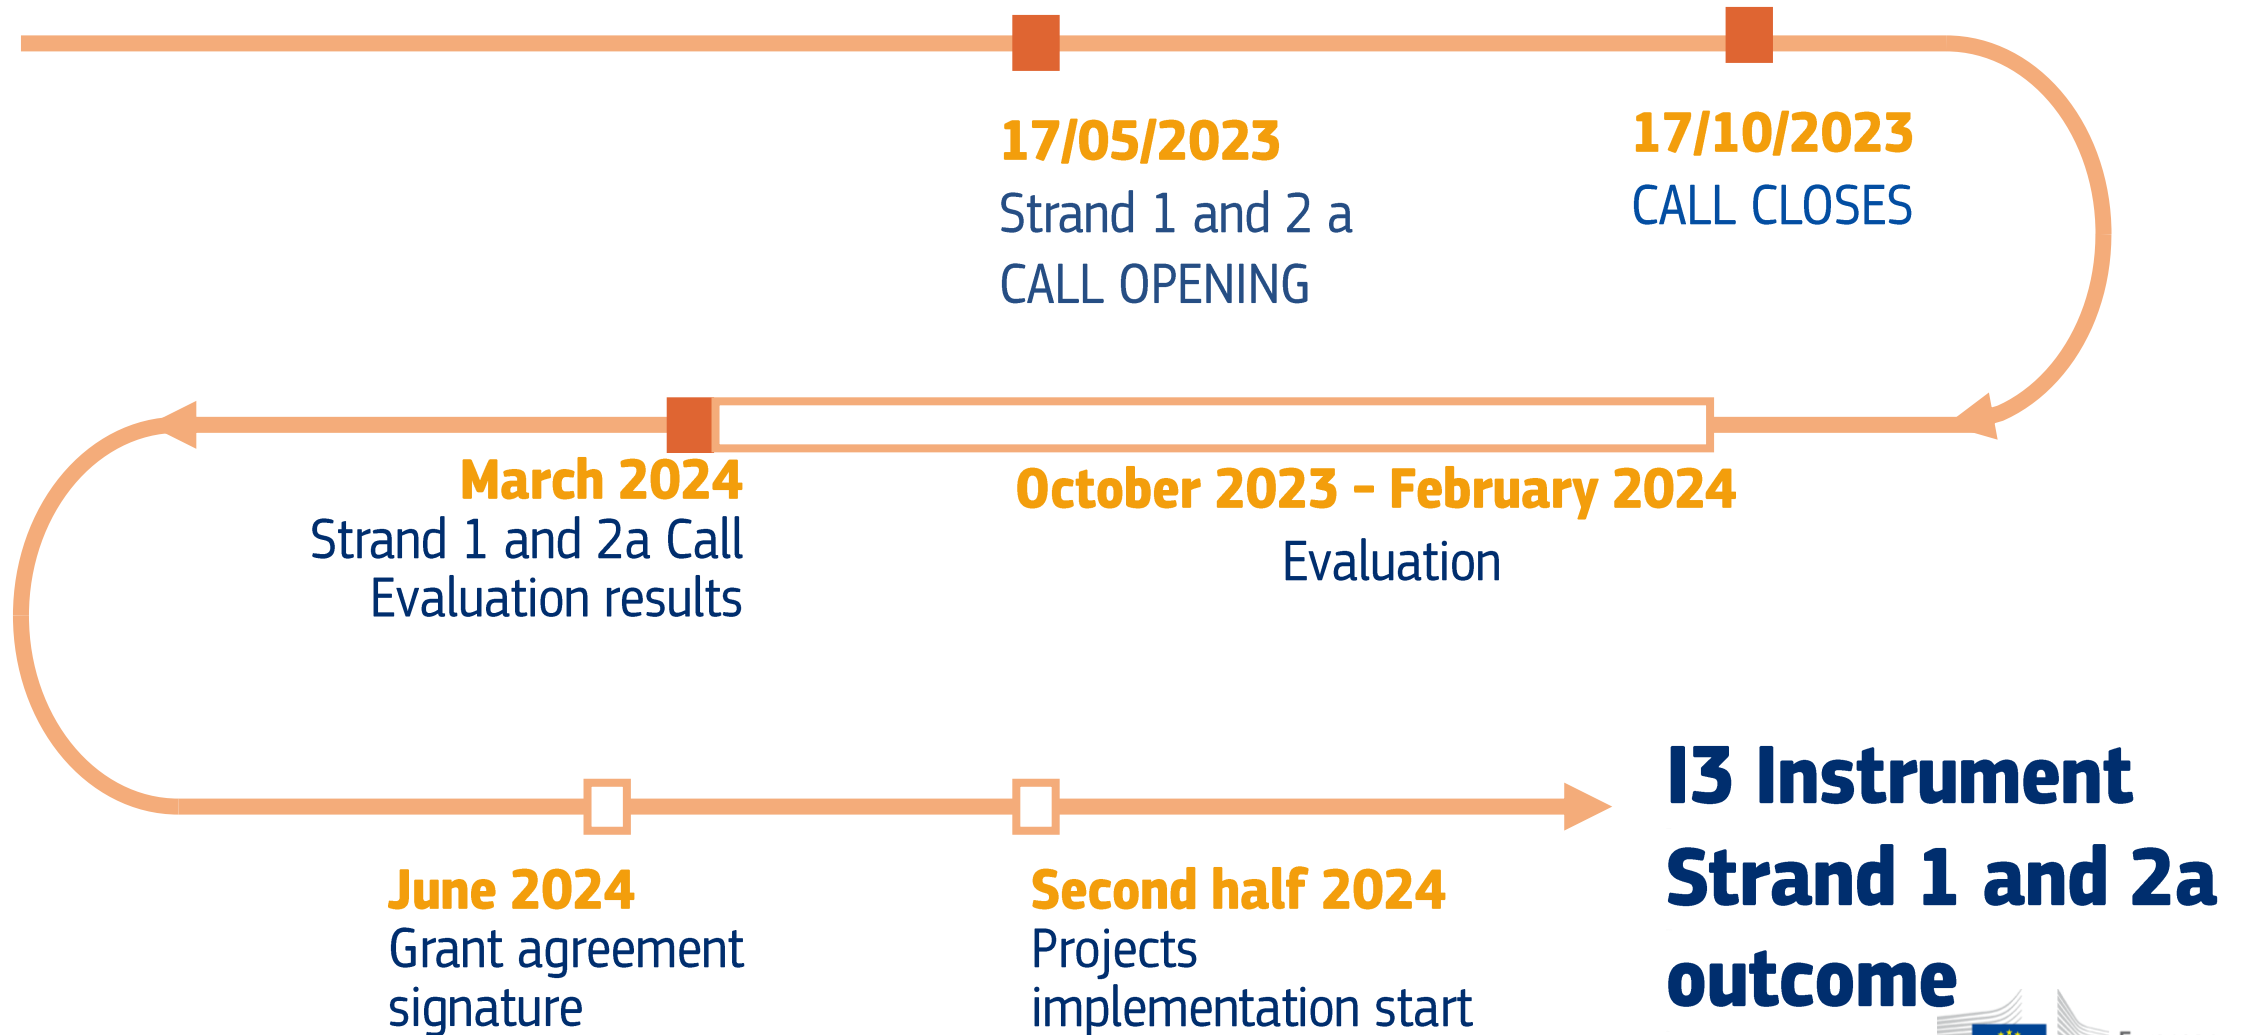 17/05/2023
Strand 1 and 2 a
CALL OPENING
17/10/2023
CALL CLOSES
March 2024
Strand 1 and 2a Call
Evaluation results
October 2023 – February 2024
Evaluation
June 2024
Grant agreement
signature
Second half 2024
Projects
implementation start
I3 Instrument
Strand 1 and 2a
outcome